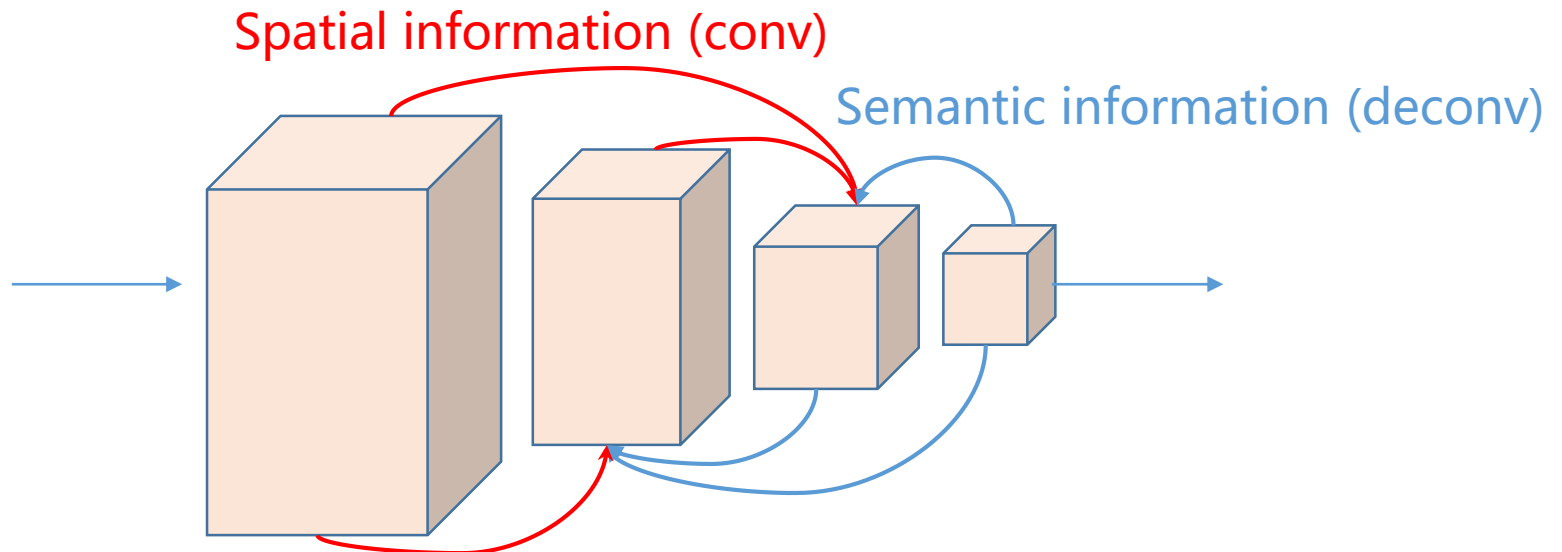 Spatial information (conv)
Semantic information (deconv)